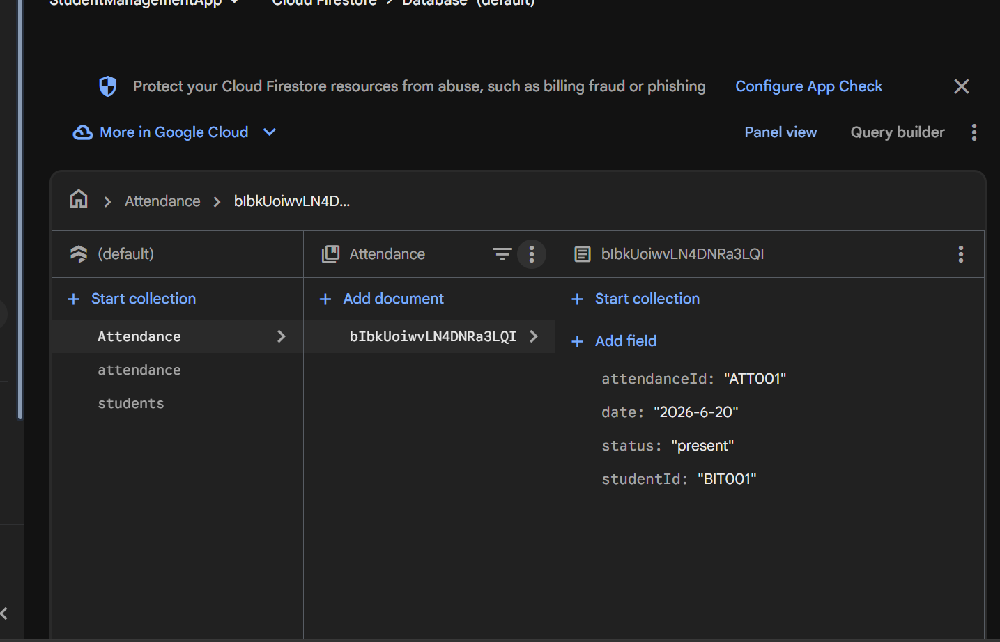 StudentManagementApp Cloud Firestore > Database (default)
Protect your Cloud Firestore resources from abuse, such as billing fraud or phishing Configure App Check
More in Google Cloud Panel view Query builder
Attendance > bIbkUoiwvLN4D...
(default) Attendance bIbkUoiwvLN4DNRa3LQI
+ Start collection + Add document + Start collection
Attendance bIbkUoiwvLN4DNRa3LQI
+ Add field
attendance
students
attendanceId: "ATT001"
date: "2026-6-20"
status: "present"
studentId: "BIT001"